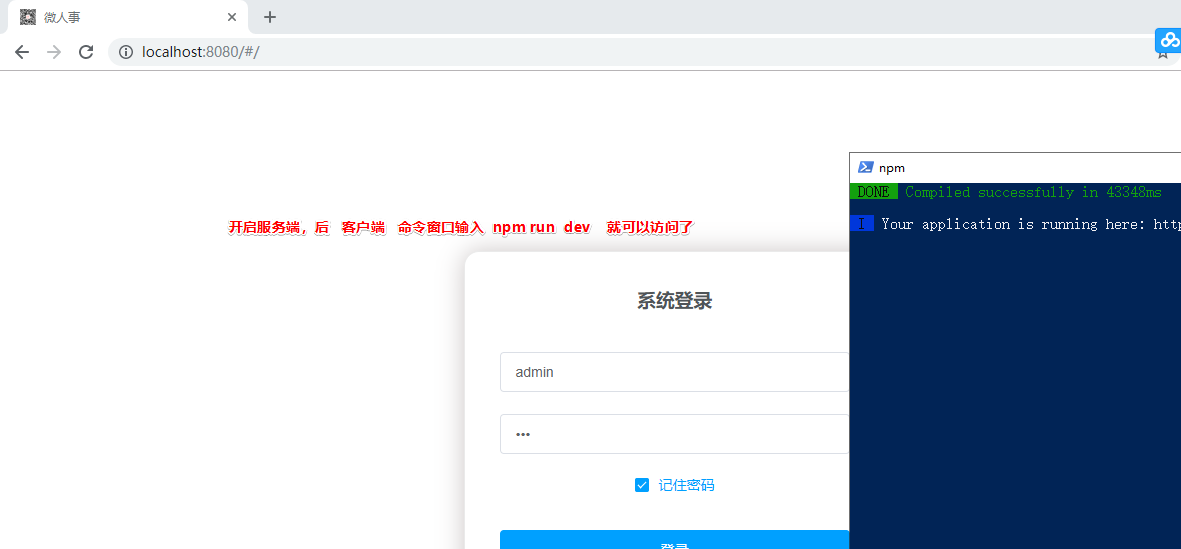 微人事
localhost:8080/#/
npm
DONE Compiled successfully in 43348ms
I Your application is running here: http
开启服务端，后 客户端 命令窗口输入 npm run dev 就可以访问了
系统登录
admin
•••
记住密码
登录